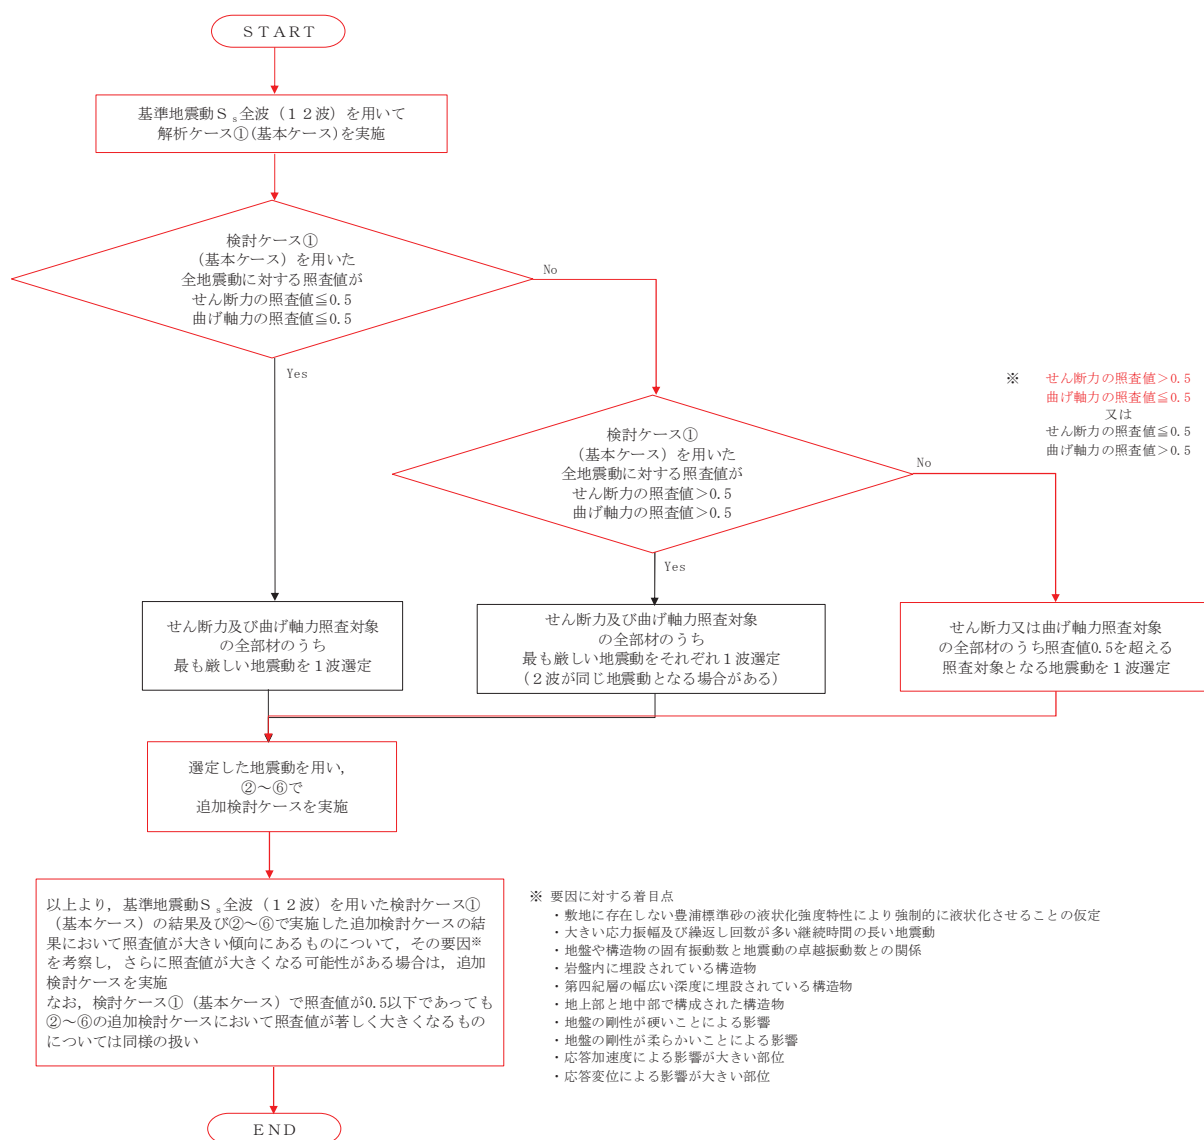 START
基準地震動Ｓｓ全波（１２波）を用いて
解析ケース①(基本ケース)を実施
検討ケース①
（基本ケース）を用いた
全地震動に対する照査値が
せん断力の照査値≦0.5
曲げ軸力の照査値≦0.5
No
Yes
※
せん断力の照査値＞0.5
曲げ軸力の照査値≦0.5
又は
せん断力の照査値≦0.5
曲げ軸力の照査値＞0.5
検討ケース①
（基本ケース）を用いた
全地震動に対する照査値が
せん断力の照査値＞0.5
曲げ軸力の照査値＞0.5
No
Yes
せん断力及び曲げ軸力照査対象
の全部材のうち
最も厳しい地震動を１波選定
せん断力及び曲げ軸力照査対象
の全部材のうち
最も厳しい地震動をそれぞれ１波選定
（２波が同じ地震動となる場合がある）
せん断力又は曲げ軸力照査対象
の全部材のうち照査値0.5を超える
照査対象となる地震動を１波選定
選定した地震動を用い，
②～⑥で
追加検討ケースを実施
以上より，基準地震動Ｓｓ全波（１２波）を用いた検討ケース①
（基本ケース）の結果及び②～⑥で実施した追加検討ケースの結
果において照査値が大きい傾向にあるものについて，その要因※
を考察し，さらに照査値が大きくなる可能性がある場合は，追加
検討ケースを実施
なお，検討ケース①（基本ケース）で照査値が0.5以下であっても
②～⑥の追加検討ケースにおいて照査値が著しく大きくなるもの
については同様の扱い
※ 要因に対する着目点
・敷地に存在しない豊浦標準砂の液状化強度特性により強制的に液状化させることの仮定
・大きい応力振幅及び繰返し回数が多い継続時間の長い地震動
・地盤や構造物の固有振動数と地震動の卓越振動数との関係
・岩盤内に埋設されている構造物
・第四紀層の幅広い深度に埋設されている構造物
・地上部と地中部で構成された構造物
・地盤の剛性が硬いことによる影響
・地盤の剛性が柔らかいことによる影響
・応答加速度による影響が大きい部位
・応答変位による影響が大きい部位
END